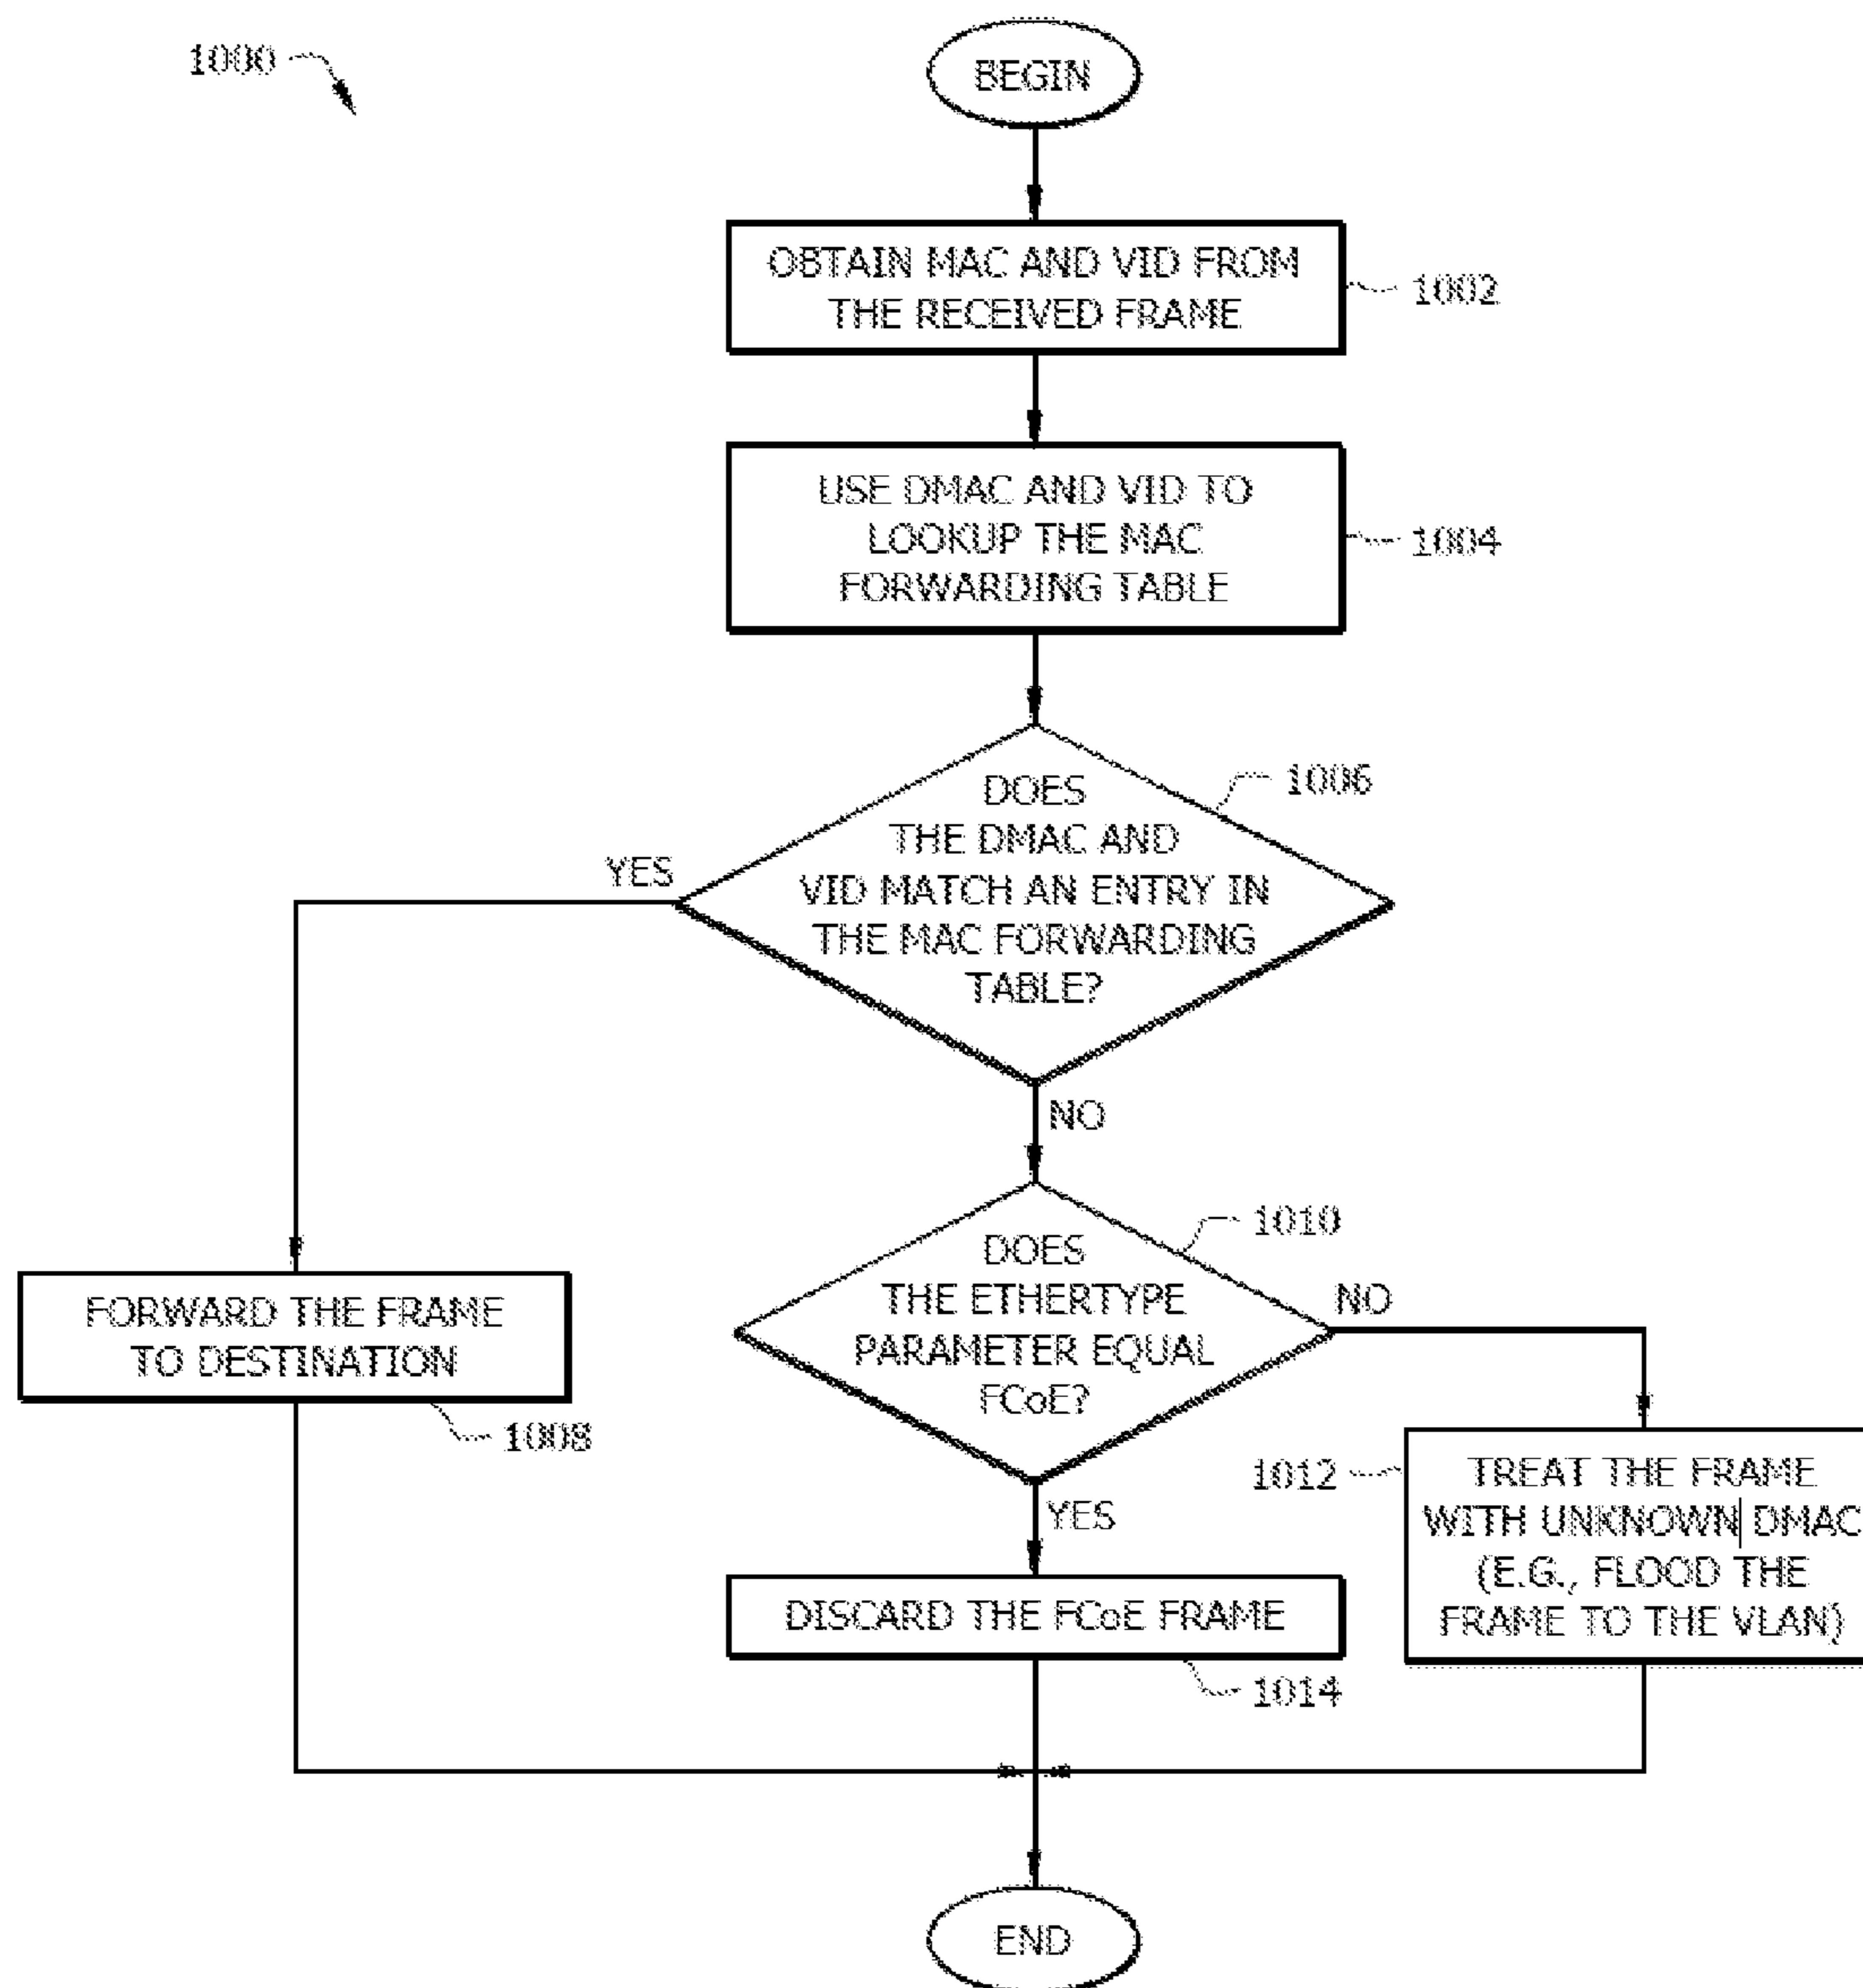 1000
BEGIN
OBTAIN MAC AND VID FROM
THE RECEIVED FRAME
1002
USE DMAC AND VID TO
LOOKUP THE MAC
FORWARDING TABLE
1004
DOES
THE DMAC AND
VID MATCH AN ENTRY IN
THE MAC FORWARDING
TABLE?
1006
YES
NO
FORWARD THE FRAME
TO DESTINATION
1008
DOES
THE ETHERTYPE
PARAMETER EQUAL
FCoE?
1010
NO
YES
1012
TREAT THE FRAME
WITH UNKNOWN DMAC
(E.G., FLOOD THE
FRAME TO THE VLAN)
DISCARD THE FCoE FRAME
1014
END